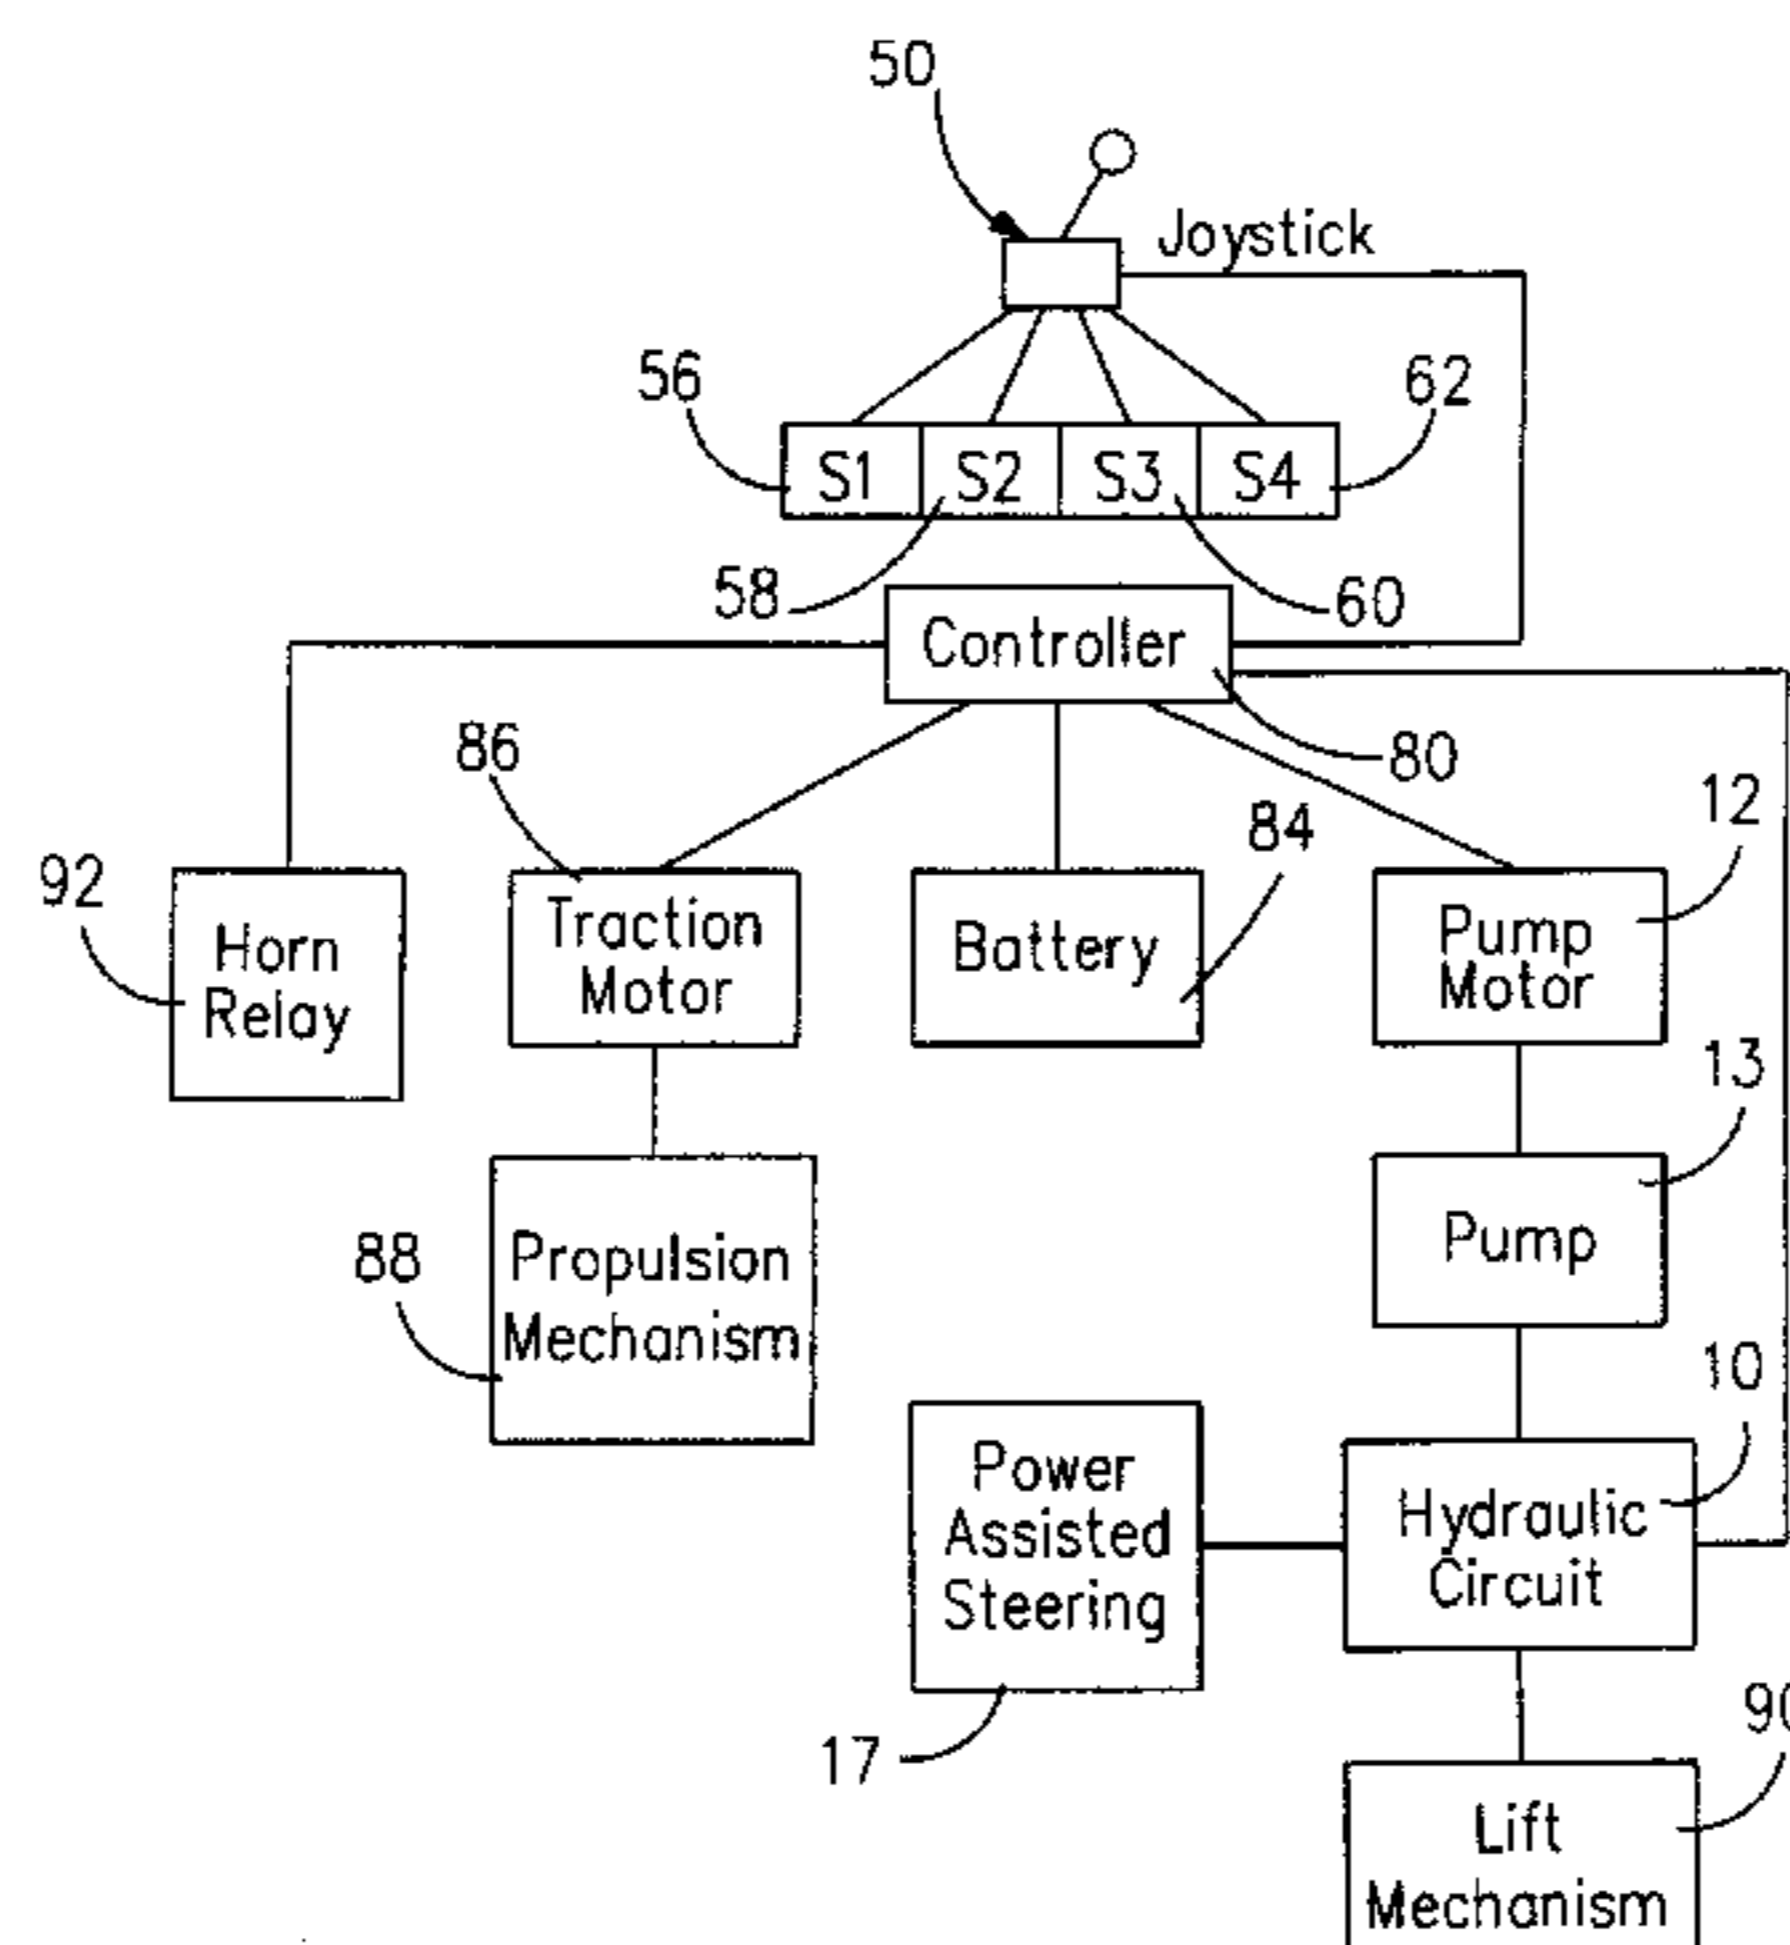 50
Joystick
56
62
S1 S2 S3 S4
58
60
Controller
86
80
12
84
92
Horn
Relay
Traction
Motor
Battery
Pump
Motor
13
Pump
88
Propulsion
Mechanism
10
Power
Assisted
Steering
Hydraulic
Circuit
17
90
Lift
Mechanism